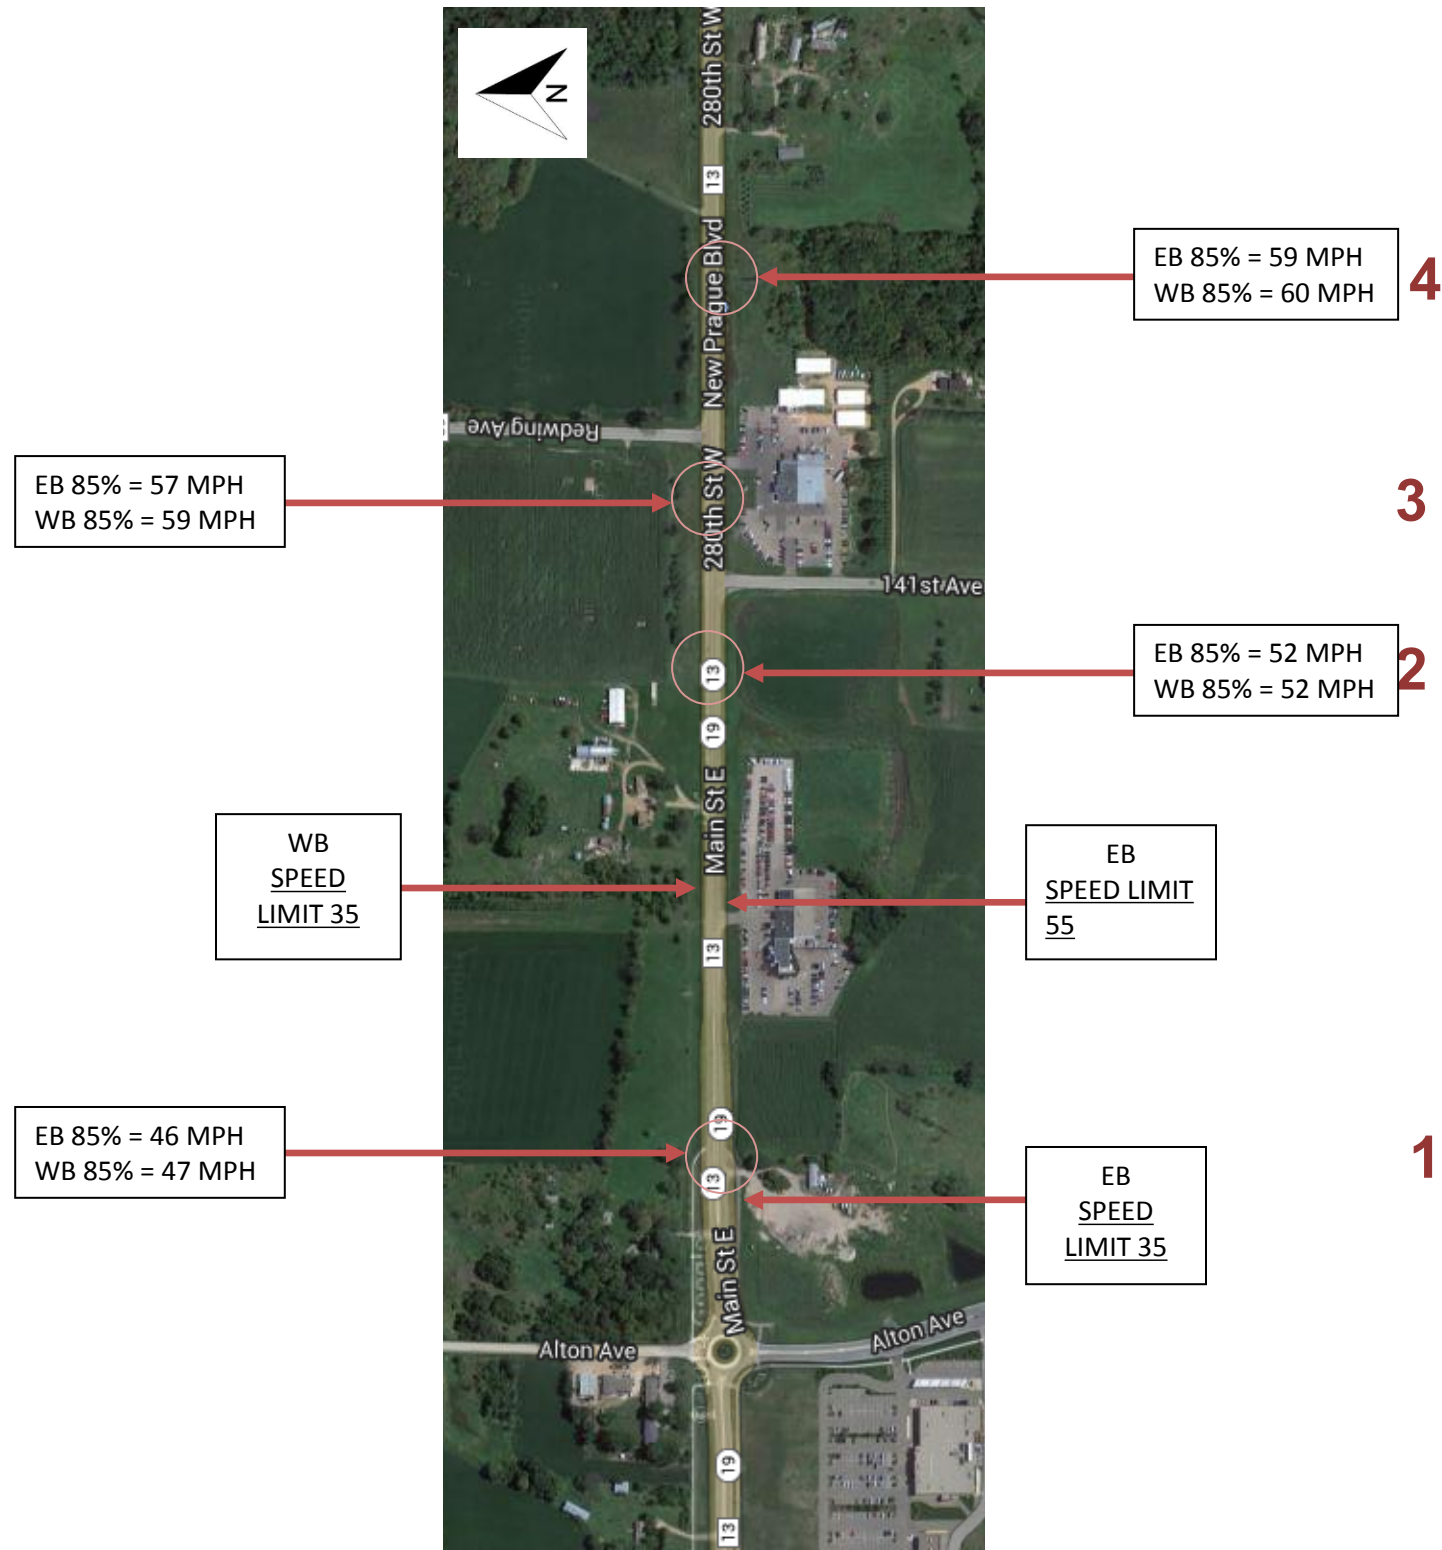 N
280th St W
13
New Prague Blvd
EB 85% = 59 MPH
WB 85% = 60 MPH
4
Redwing Ave
EB 85% = 57 MPH
WB 85% = 59 MPH
280th St W
3
141st Ave
13
EB 85% = 52 MPH
WB 85% = 52 MPH
2
19
Main St E
WB
SPEED
LIMIT 35
EB
SPEED LIMIT
55
13
19
EB 85% = 46 MPH
WB 85% = 47 MPH
1
13
EB
SPEED
LIMIT 35
Main St E
Alton Ave
Alton Ave
19
13